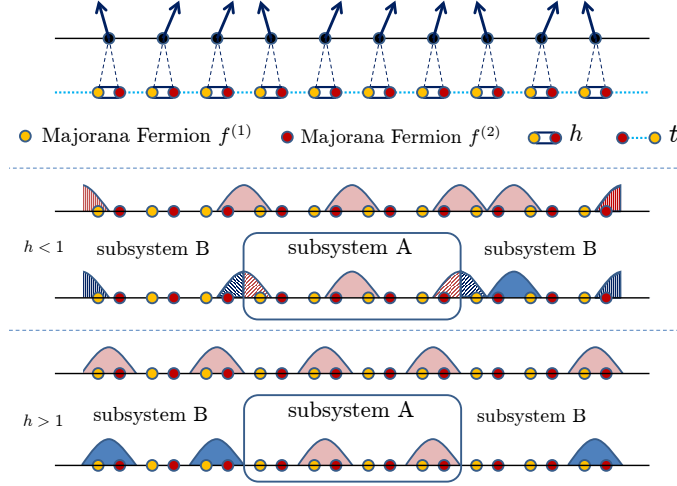 Majorana Fermion f^{(1)} Majorana Fermion f^{(2)} h t
h < 1
subsystem B subsystem A subsystem B
h > 1
subsystem B subsystem A subsystem B